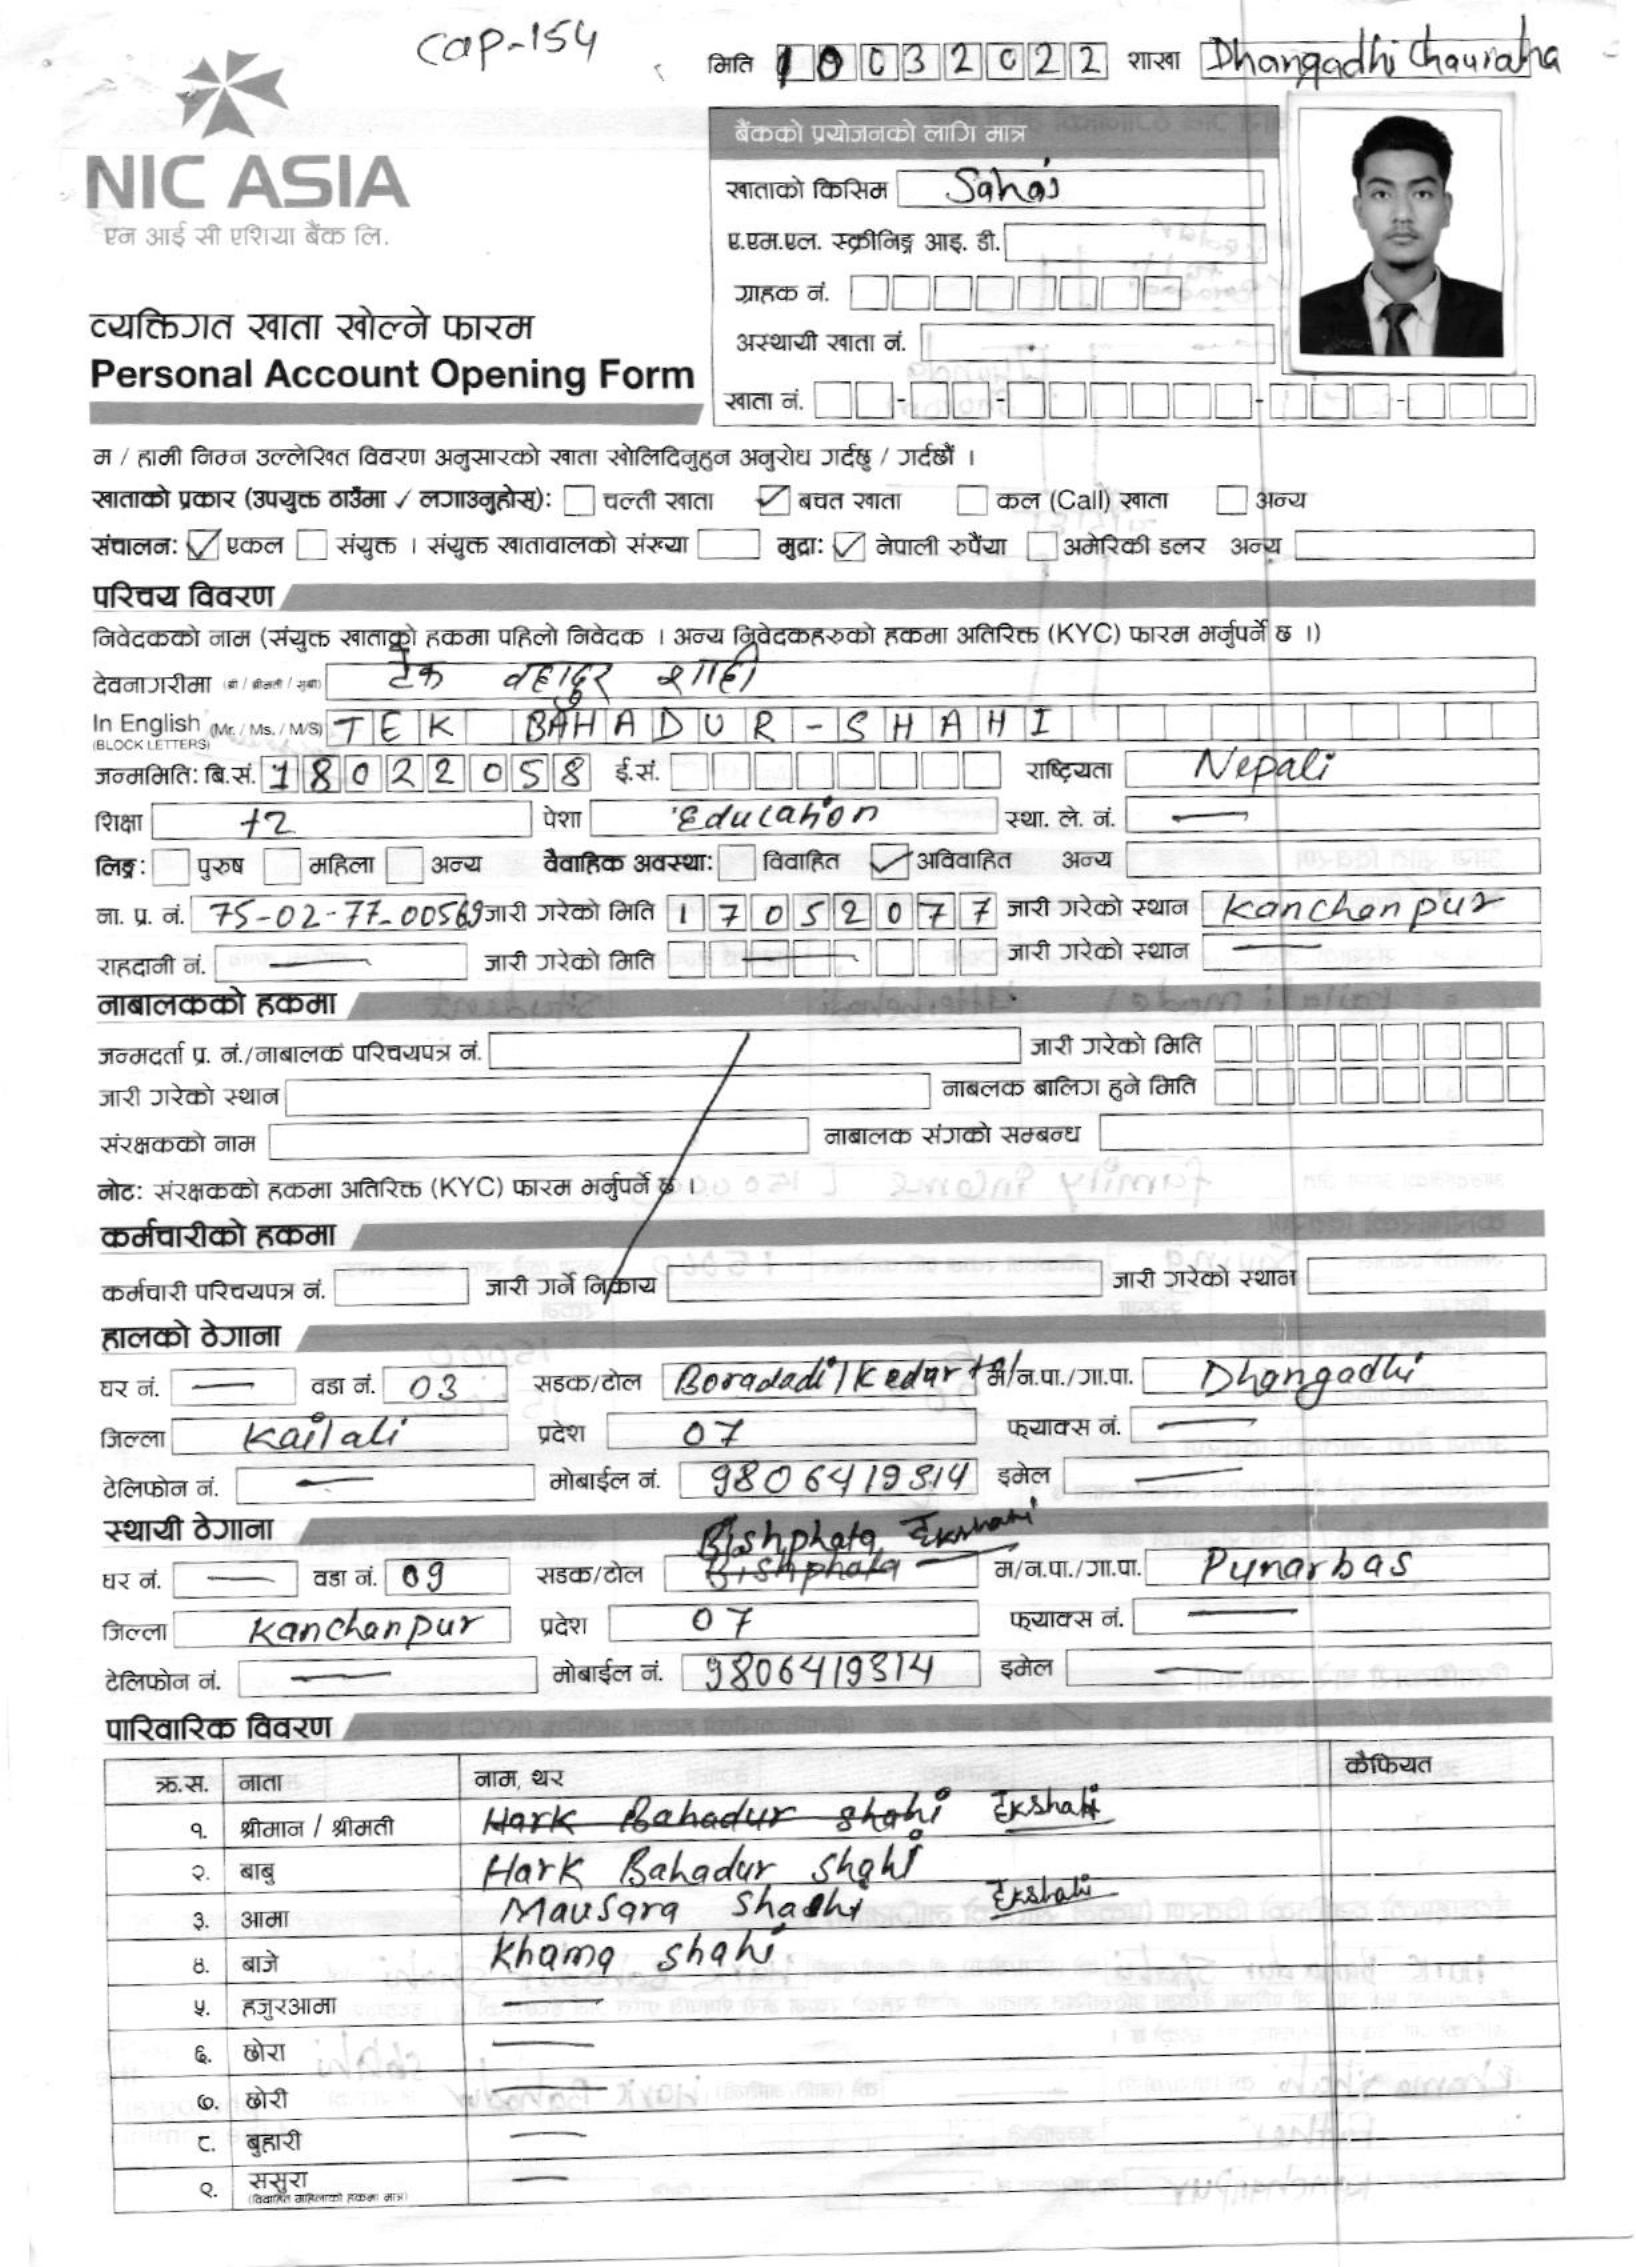 cap-154
मिति 10032022 शाखा Dhangadhi Chauraha
NIC ASIA
एन आई सी एशिया बैंक लि.
बैंकको प्रयोजनको लागि मात्र
खाताको किसिम
ए.एम.एल. स्क्रीनिङ्ग आइ. डी.
ग्राहक नं.
अस्थायी खाता नं.
खाता नं.
व्यक्तिगत खाता खोल्ने फारम
Personal Account Opening Form
म / हामी निम्न उल्लेखित विवरण अनुसारको खाता खोलिदिनुहुन अनुरोध गर्दछु / गर्दछौं ।
खाताको प्रकार (उपयुक्त ठाउँमा ✓ लगाउनुहोस्): चल्ती खाता ✓ बचत खाता कल (Call) खाता अन्य
संचालन: ✓ एकल संयुक्त । संयुक्त खातावालको संख्या मुद्रा: ✓ नेपाली रुपैंया अमेरिकी डलर अन्य
परिचय विवरण
निवेदकको नाम (संयुक्त खाताको हकमा पहिलो निवेदक । अन्य निवेदकहरुको हकमा अतिरिक्त (KYC) फारम भर्नुपर्ने छ ।)
देवनागरीमा (श्री / श्रीमती / सुश्री) टेक बहादुर शाही
In English (Mr. / Ms. / M/S) TEK BAHADUR-SHAHI
(BLOCK LETTERS)
जन्ममिति: बि.सं. 18022058 ई.सं. राष्ट्रियता Nepali
शिक्षा +2 पेशा Education स्था. ले. नं. —
लिङ्ग: पुरुष महिला अन्य वैवाहिक अवस्था: विवाहित ✓ अविवाहित अन्य
ना. प्र. नं. 75-02-77-00569 जारी गरेको मिति 17052077 जारी गरेको स्थान Kanchanpur
राहदानी नं. — जारी गरेको मिति — जारी गरेको स्थान —
नाबालकको हकमा
जन्मदर्ता प्र. नं./नाबालक परिचयपत्र नं. जारी गरेको मिति
जारी गरेको स्थान नाबलक बालिग हुने मिति
संरक्षकको नाम नाबालक संगको सम्बन्ध
नोट: संरक्षकको हकमा अतिरिक्त (KYC) फारम भर्नुपर्ने छ ।
कर्मचारीको हकमा
कर्मचारी परिचयपत्र नं. जारी गर्ने निकाय जारी गरेको स्थान
हालको ठेगाना
घर नं. — वडा नं. 03 सडक/टोल Boradadi / म/न.पा./गा.पा. Dhangadhi
जिल्ला Kailali प्रदेश 07 फ्याक्स नं. —
टेलिफोन नं. — मोबाईल नं. 9806419314 इमेल —
स्थायी ठेगाना
Bishphata Ekshahi
घर नं. — वडा नं. 09 सडक/टोल Bishphata म/न.पा./गा.पा. Punarbas
जिल्ला Kanchanpur प्रदेश 07 फ्याक्स नं. —
टेलिफोन नं. — मोबाईल नं. 9806419314 इमेल —
पारिवारिक विवरण
क्र.स. नाता नाम, थर कैफियत
१. श्रीमान / श्रीमती Hark Bahadur Shahi Ekshahi
२. बाबु Hark Bahadur Shahi
३. आमा Mausara Shahi Ekshahi
४. बाजे Khama Shahi
५. हजुरआमा —
६. छोरा —
७. छोरी —
८. बुहारी —
९. ससुरा —
(विवाहित महिलाको हकमा मात्र)